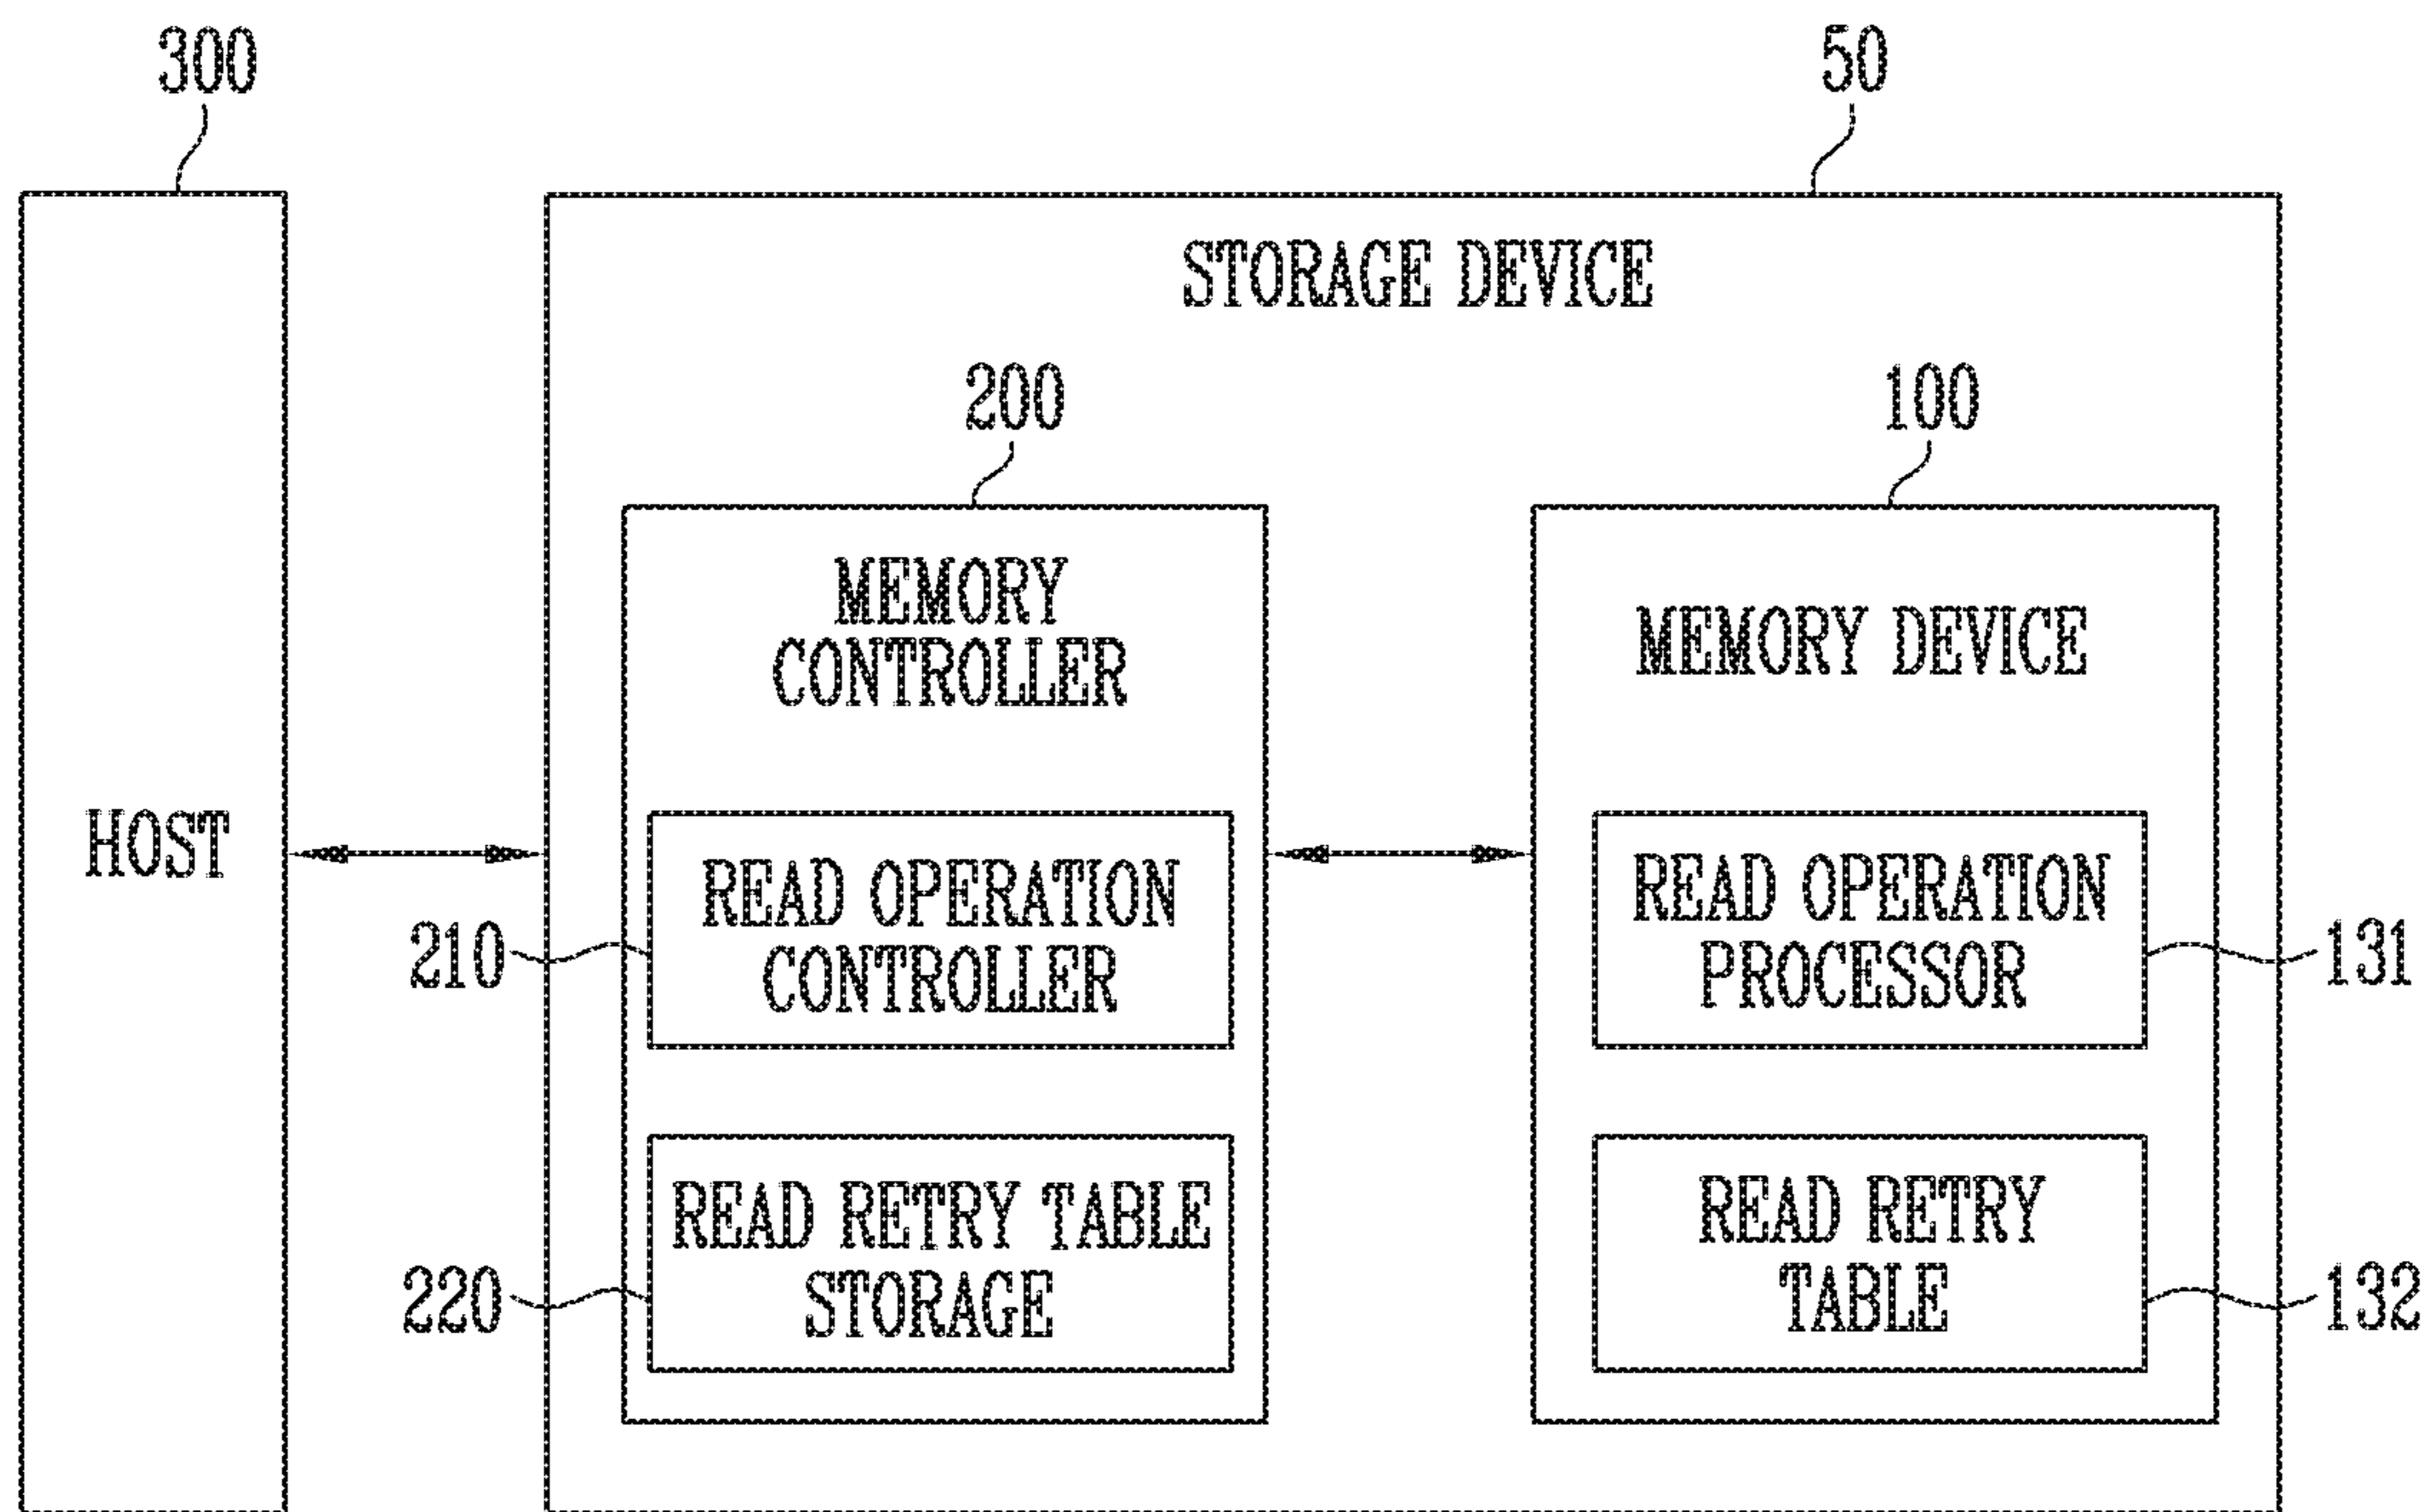 300
50
STORAGE DEVICE
200
100
MEMORY
CONTROLLER
MEMORY DEVICE
HOST
READ OPERATION
CONTROLLER
210
READ OPERATION
PROCESSOR
131
READ RETRY TABLE
STORAGE
220
READ RETRY
TABLE
132